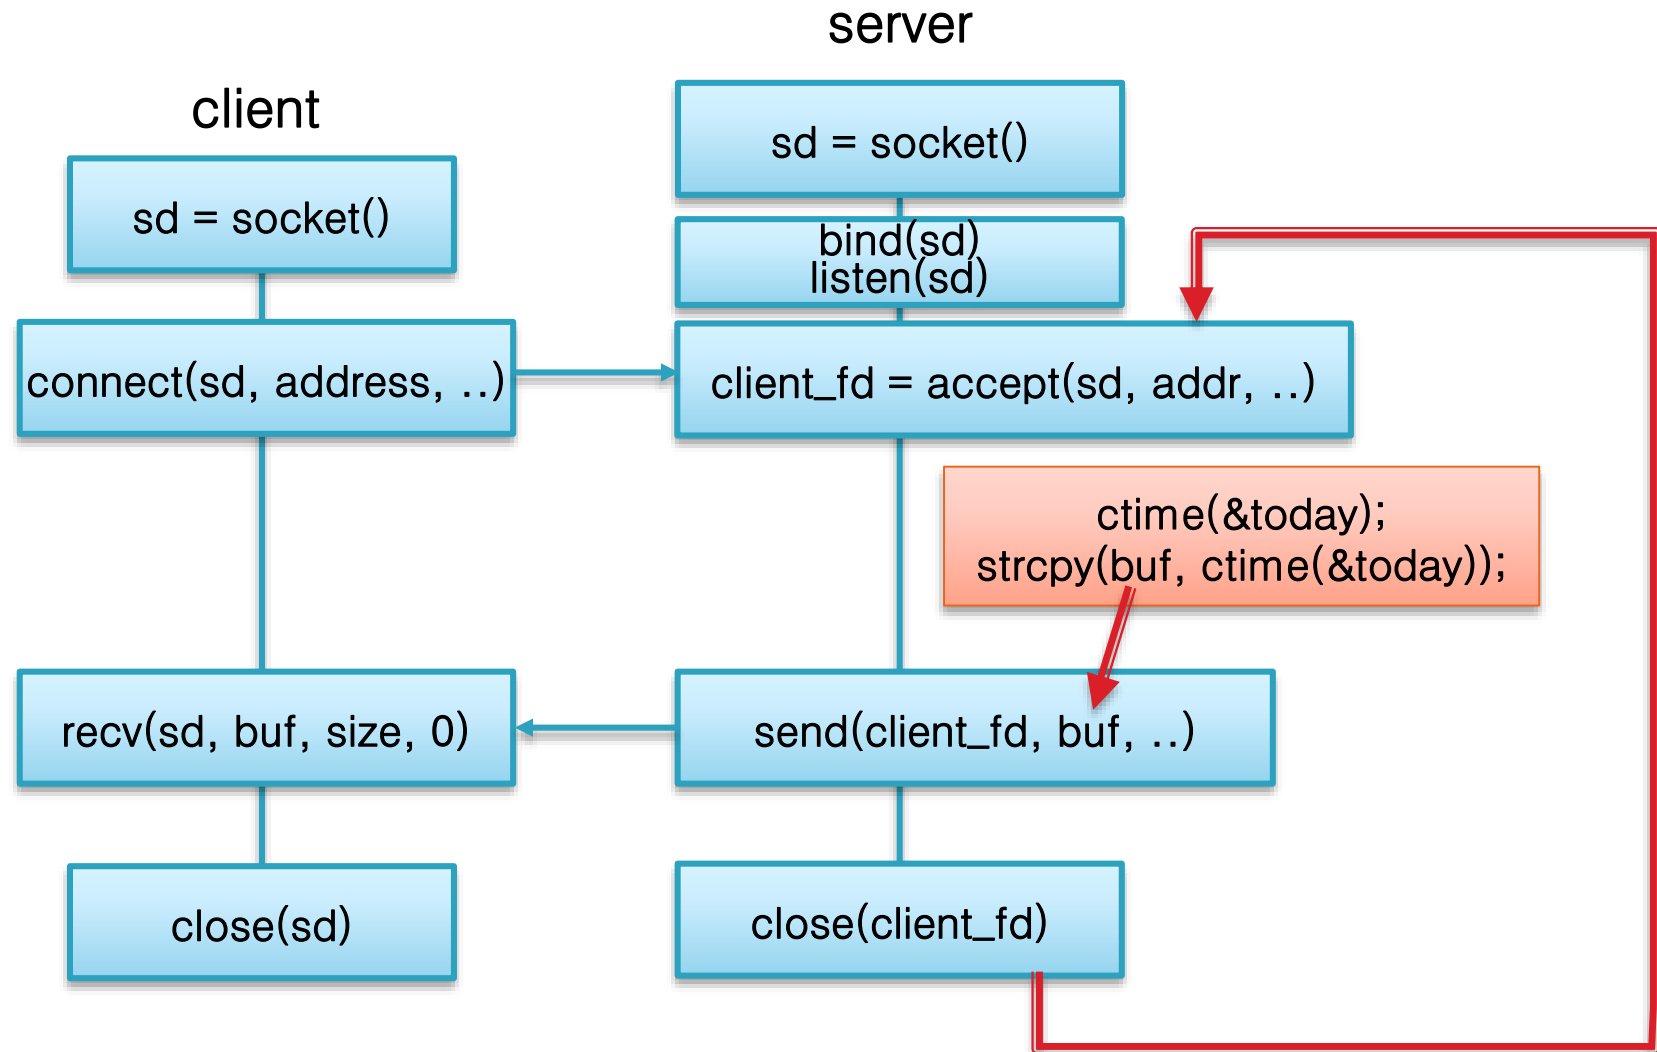 server
client
sd = socket()
sd = socket()
bind(sd)
listen(sd)
connect(sd, address, ..)
client_fd = accept(sd, addr, ..)
ctime(&today);
strcpy(buf, ctime(&today));
recv(sd, buf, size, 0)
send(client_fd, buf, ..)
close(sd)
close(client_fd)